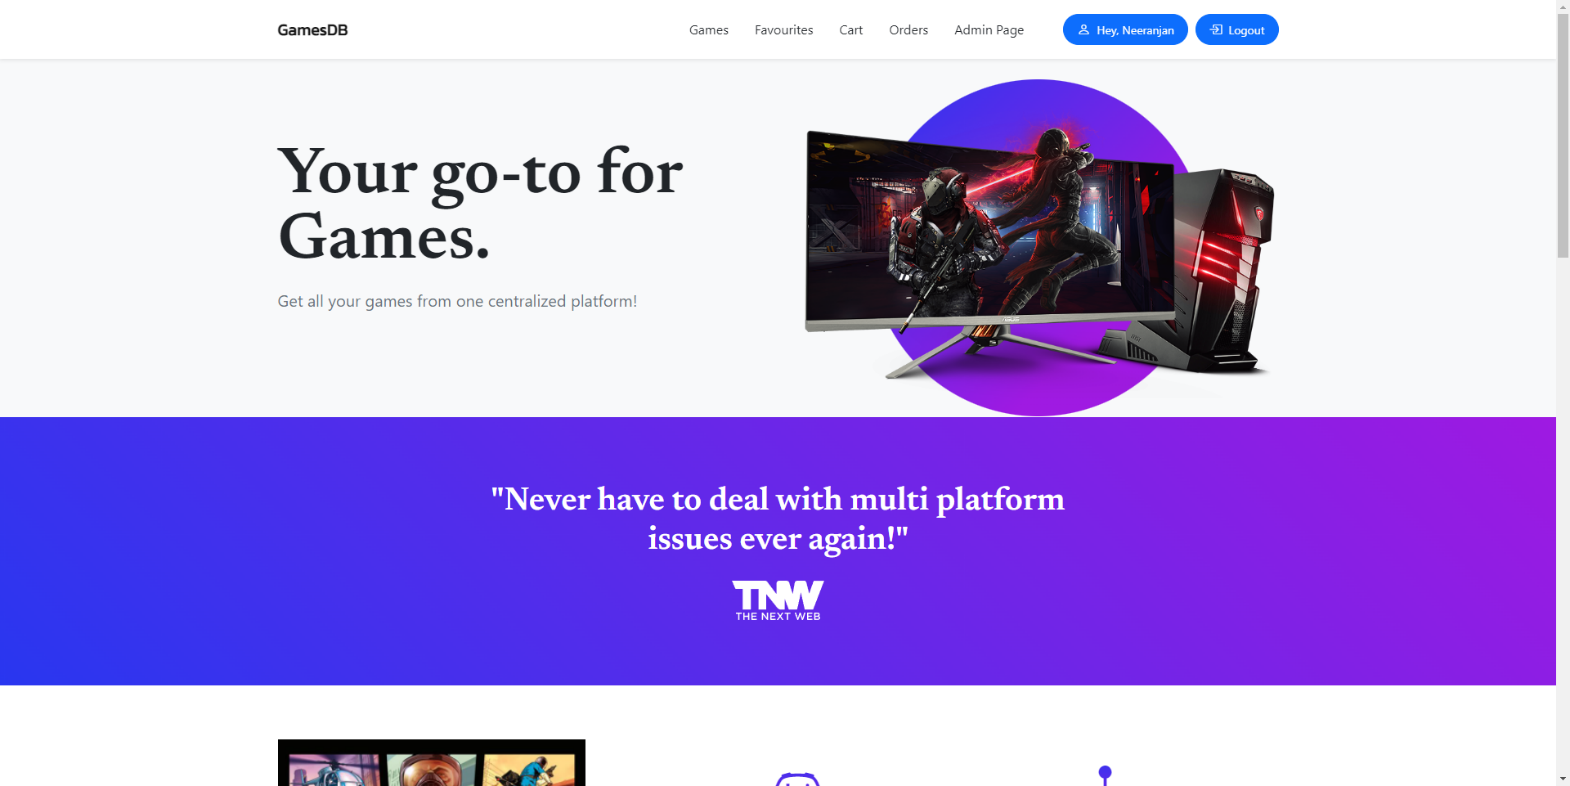 GamesDB
Games
Favourites
Cart
Orders
Admin Page
Hey, Neeranjan
Logout
Your go-to for
Games.
Get all your games from one centralized platform!
"Never have to deal with multi platform
issues ever again!"
TNW
THE NEXT WEB